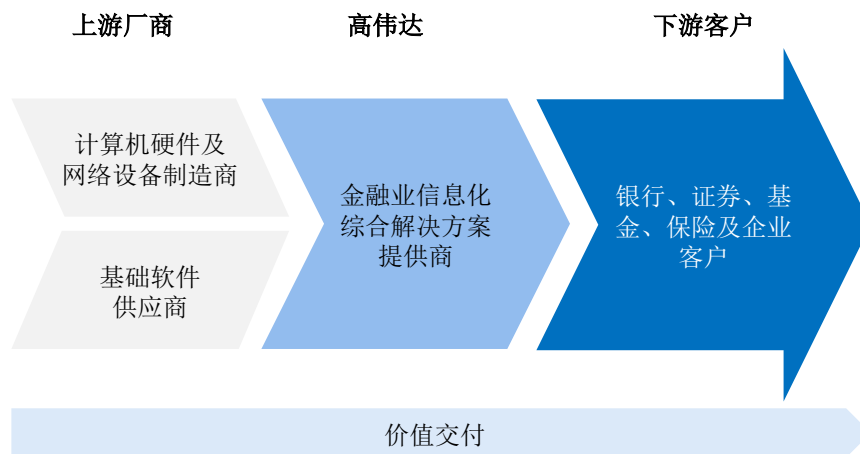 上游厂商
高伟达
下游客户
计算机硬件及
网络设备制造商
基础软件
供应商
金融业信息化
综合解决方案
提供商
银行、证券、基
金、保险及企业
客户
价值交付